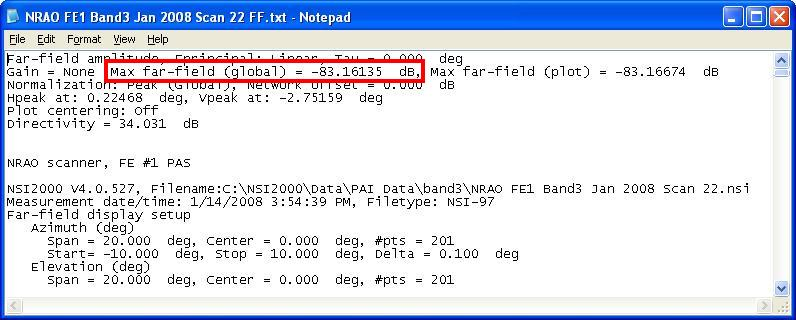 NRAO FE1 Band3 Jan 2008 Scan 22 FF.txt - Notepad
File Edit Format View Help
Far-field amplitude, Eprincipal: Linear, Tau = 0.000 deg
Gain = None Max far-field (global) = -83.16135 dB, Max far-field (plot) = -83.16674 dB
Normalization: Peak (Global), Network offset = 0.000 dB
Hpeak at: 0.22468 deg, Vpeak at: -2.75159 deg
Plot centering: Off
Directivity = 34.031 dB
NRAO scanner, FE #1 PAS
NSI2000 V4.0.527, Filename:C:\NSI2000\Data\PAI Data\band3\NRAO FE1 Band3 Jan 2008 Scan 22.nsi
Measurement date/time: 1/14/2008 3:54:39 PM, Filetype: NSI-97
Far-field display setup
Azimuth (deg)
Span = 20.000 deg, Center = 0.000 deg, #pts = 201
Start= -10.000 deg, Stop = 10.000 deg, Delta = 0.100 deg
Elevation (deg)
Span = 20.000 deg, Center = 0.000 deg, #pts = 201